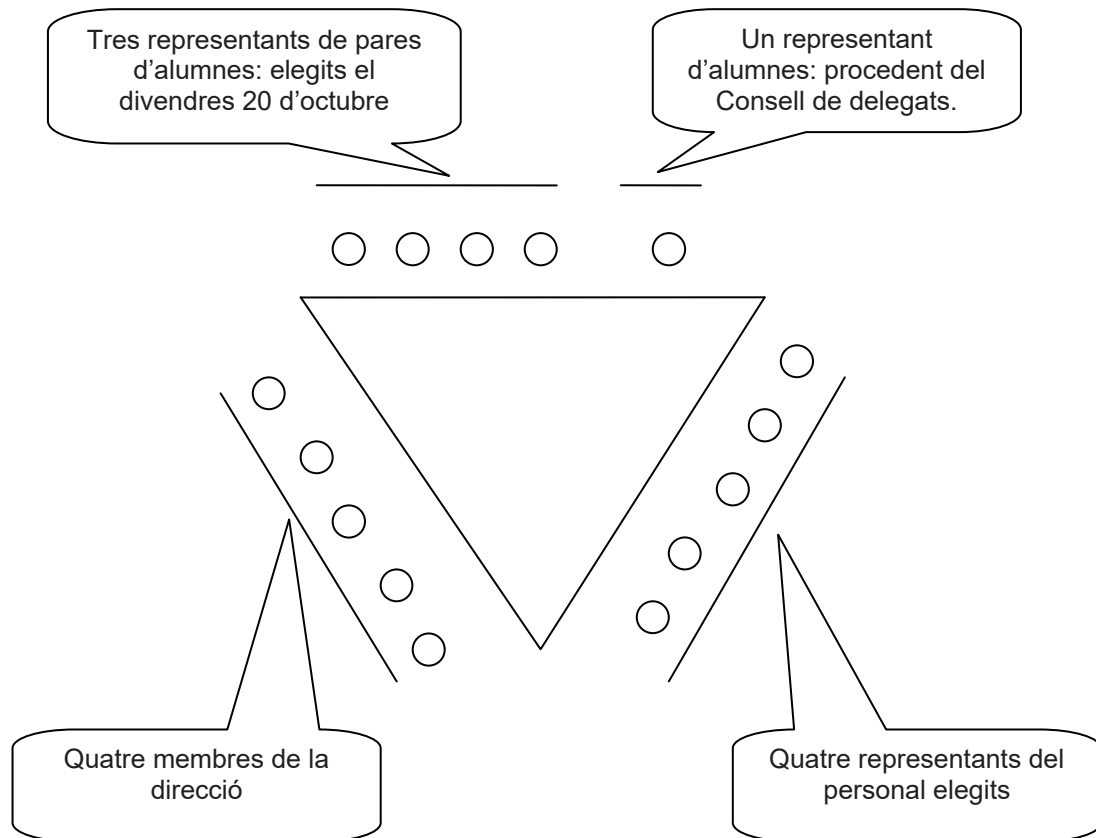 Tres representants de pares
d’alumnes: elegits el
divendres 20 d’octubre
Un representant
d’alumnes: procedent del
Consell de delegats.
Quatre membres de la
direcció
Quatre representants del
personal elegits